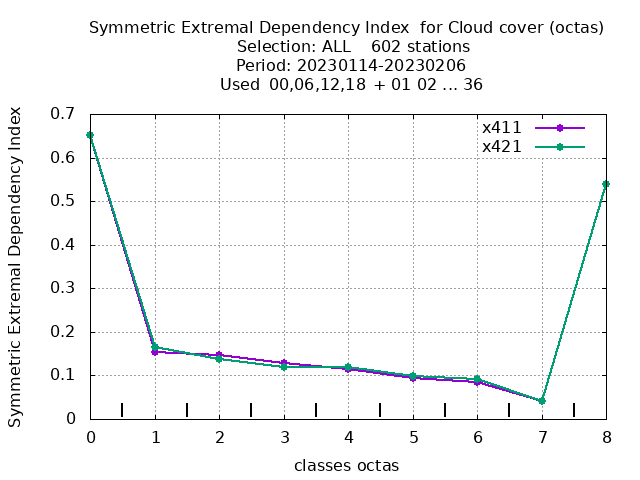 Symmetric Extremal Dependency Index  for Cloud cover (octas)
Selection: ALL    602 stations
Period: 20230114-20230206
Used  00,06,12,18  + 01 02 ... 36
Symmetric Extremal Dependency Index
0.7
0.6
0.5
0.4
0.3
0.2
0.1
0
x411
x421
0 1 2 3 4 5 6 7 8
classes octas